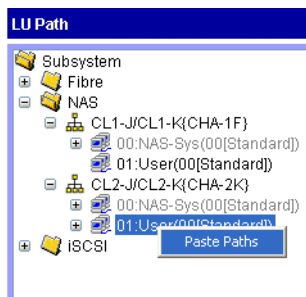 LU Path
Subsystem
Fibre
NAS
CL1-J/CL1-K{CHA-1F}
00:NAS-Sys(00[Standard])
01:User(00[Standard])
CL2-J/CL2-K{CHA-2K}
00:NAS-Sys(00[Standard])
01:User(00[Standard])
Paste Paths
iSCSI